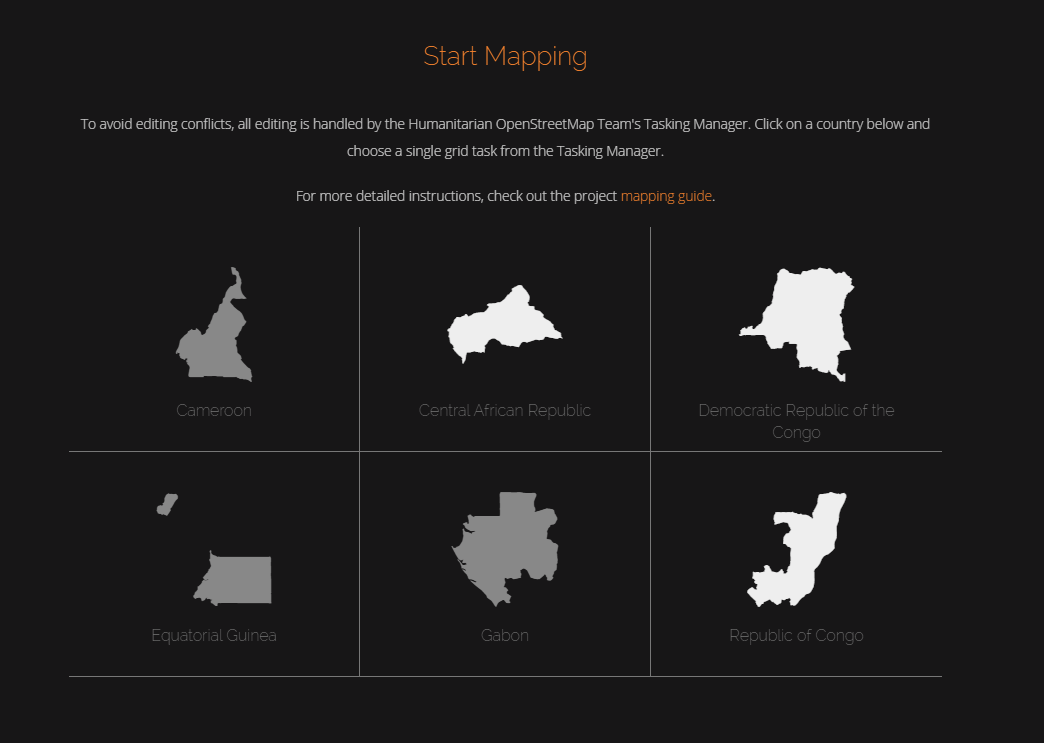 Start Mapping
To avoid editing conflicts, all editing is handled by the Humanitarian OpenStreetMap Team's Tasking Manager. Click on a country below and
choose a single grid task from the Tasking Manager.
For more detailed instructions, check out the project mapping guide.
Cameroon
Central African Republic
Democratic Republic of the
Congo
Equatorial Guinea
Gabon
Republic of Congo